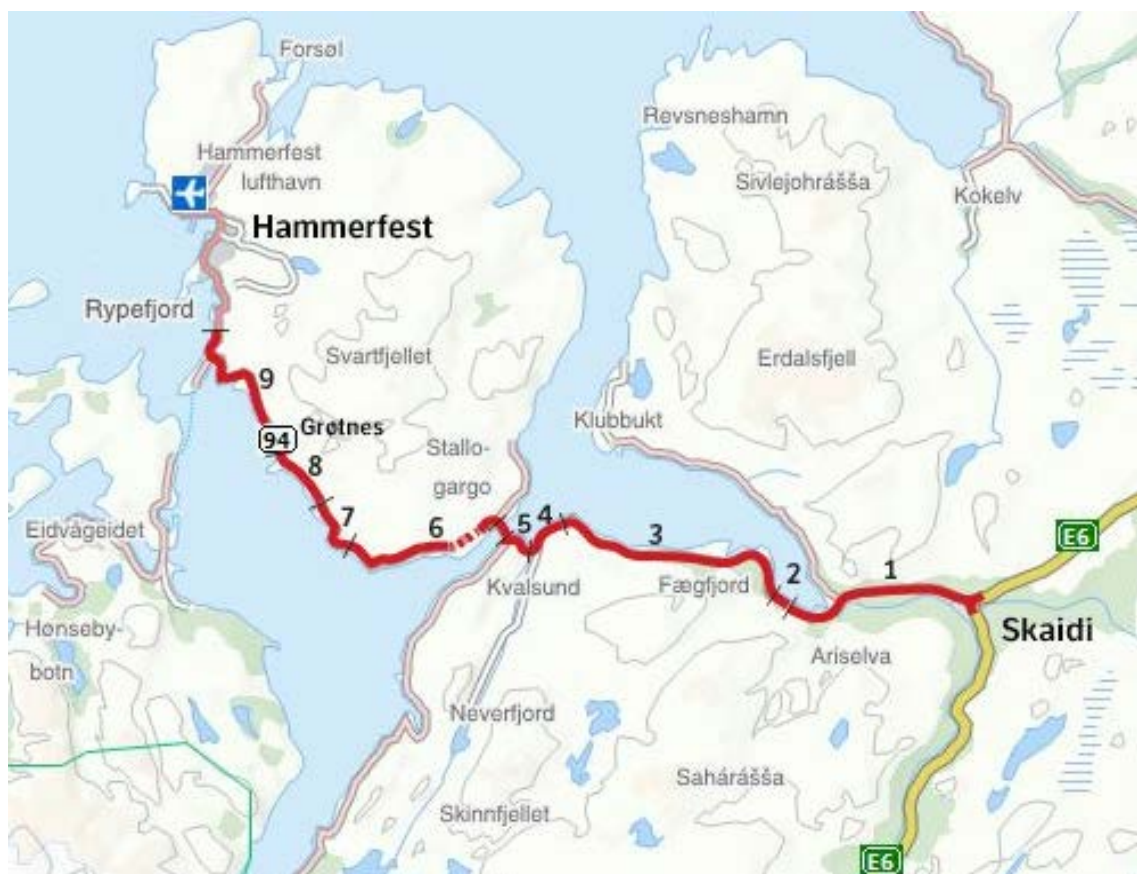 Forsøl
Revsneshamn
Hammerfest
lufthavn
Sivlejohrášša
Kokelv
Hammerfest
Rypefjord
Svartfjellet
Erdalsfjell
9
Klubbukt
94
Grøtnes
Stallo-
gargo
8
7
6
5
4
3
Eidvågeidet
E6
Kvalsund
Fægfjord
2
1
Hønseby-
botn
Skaidi
Ariselva
Neverfjord
Sahárášša
Skinnfjellet
E6